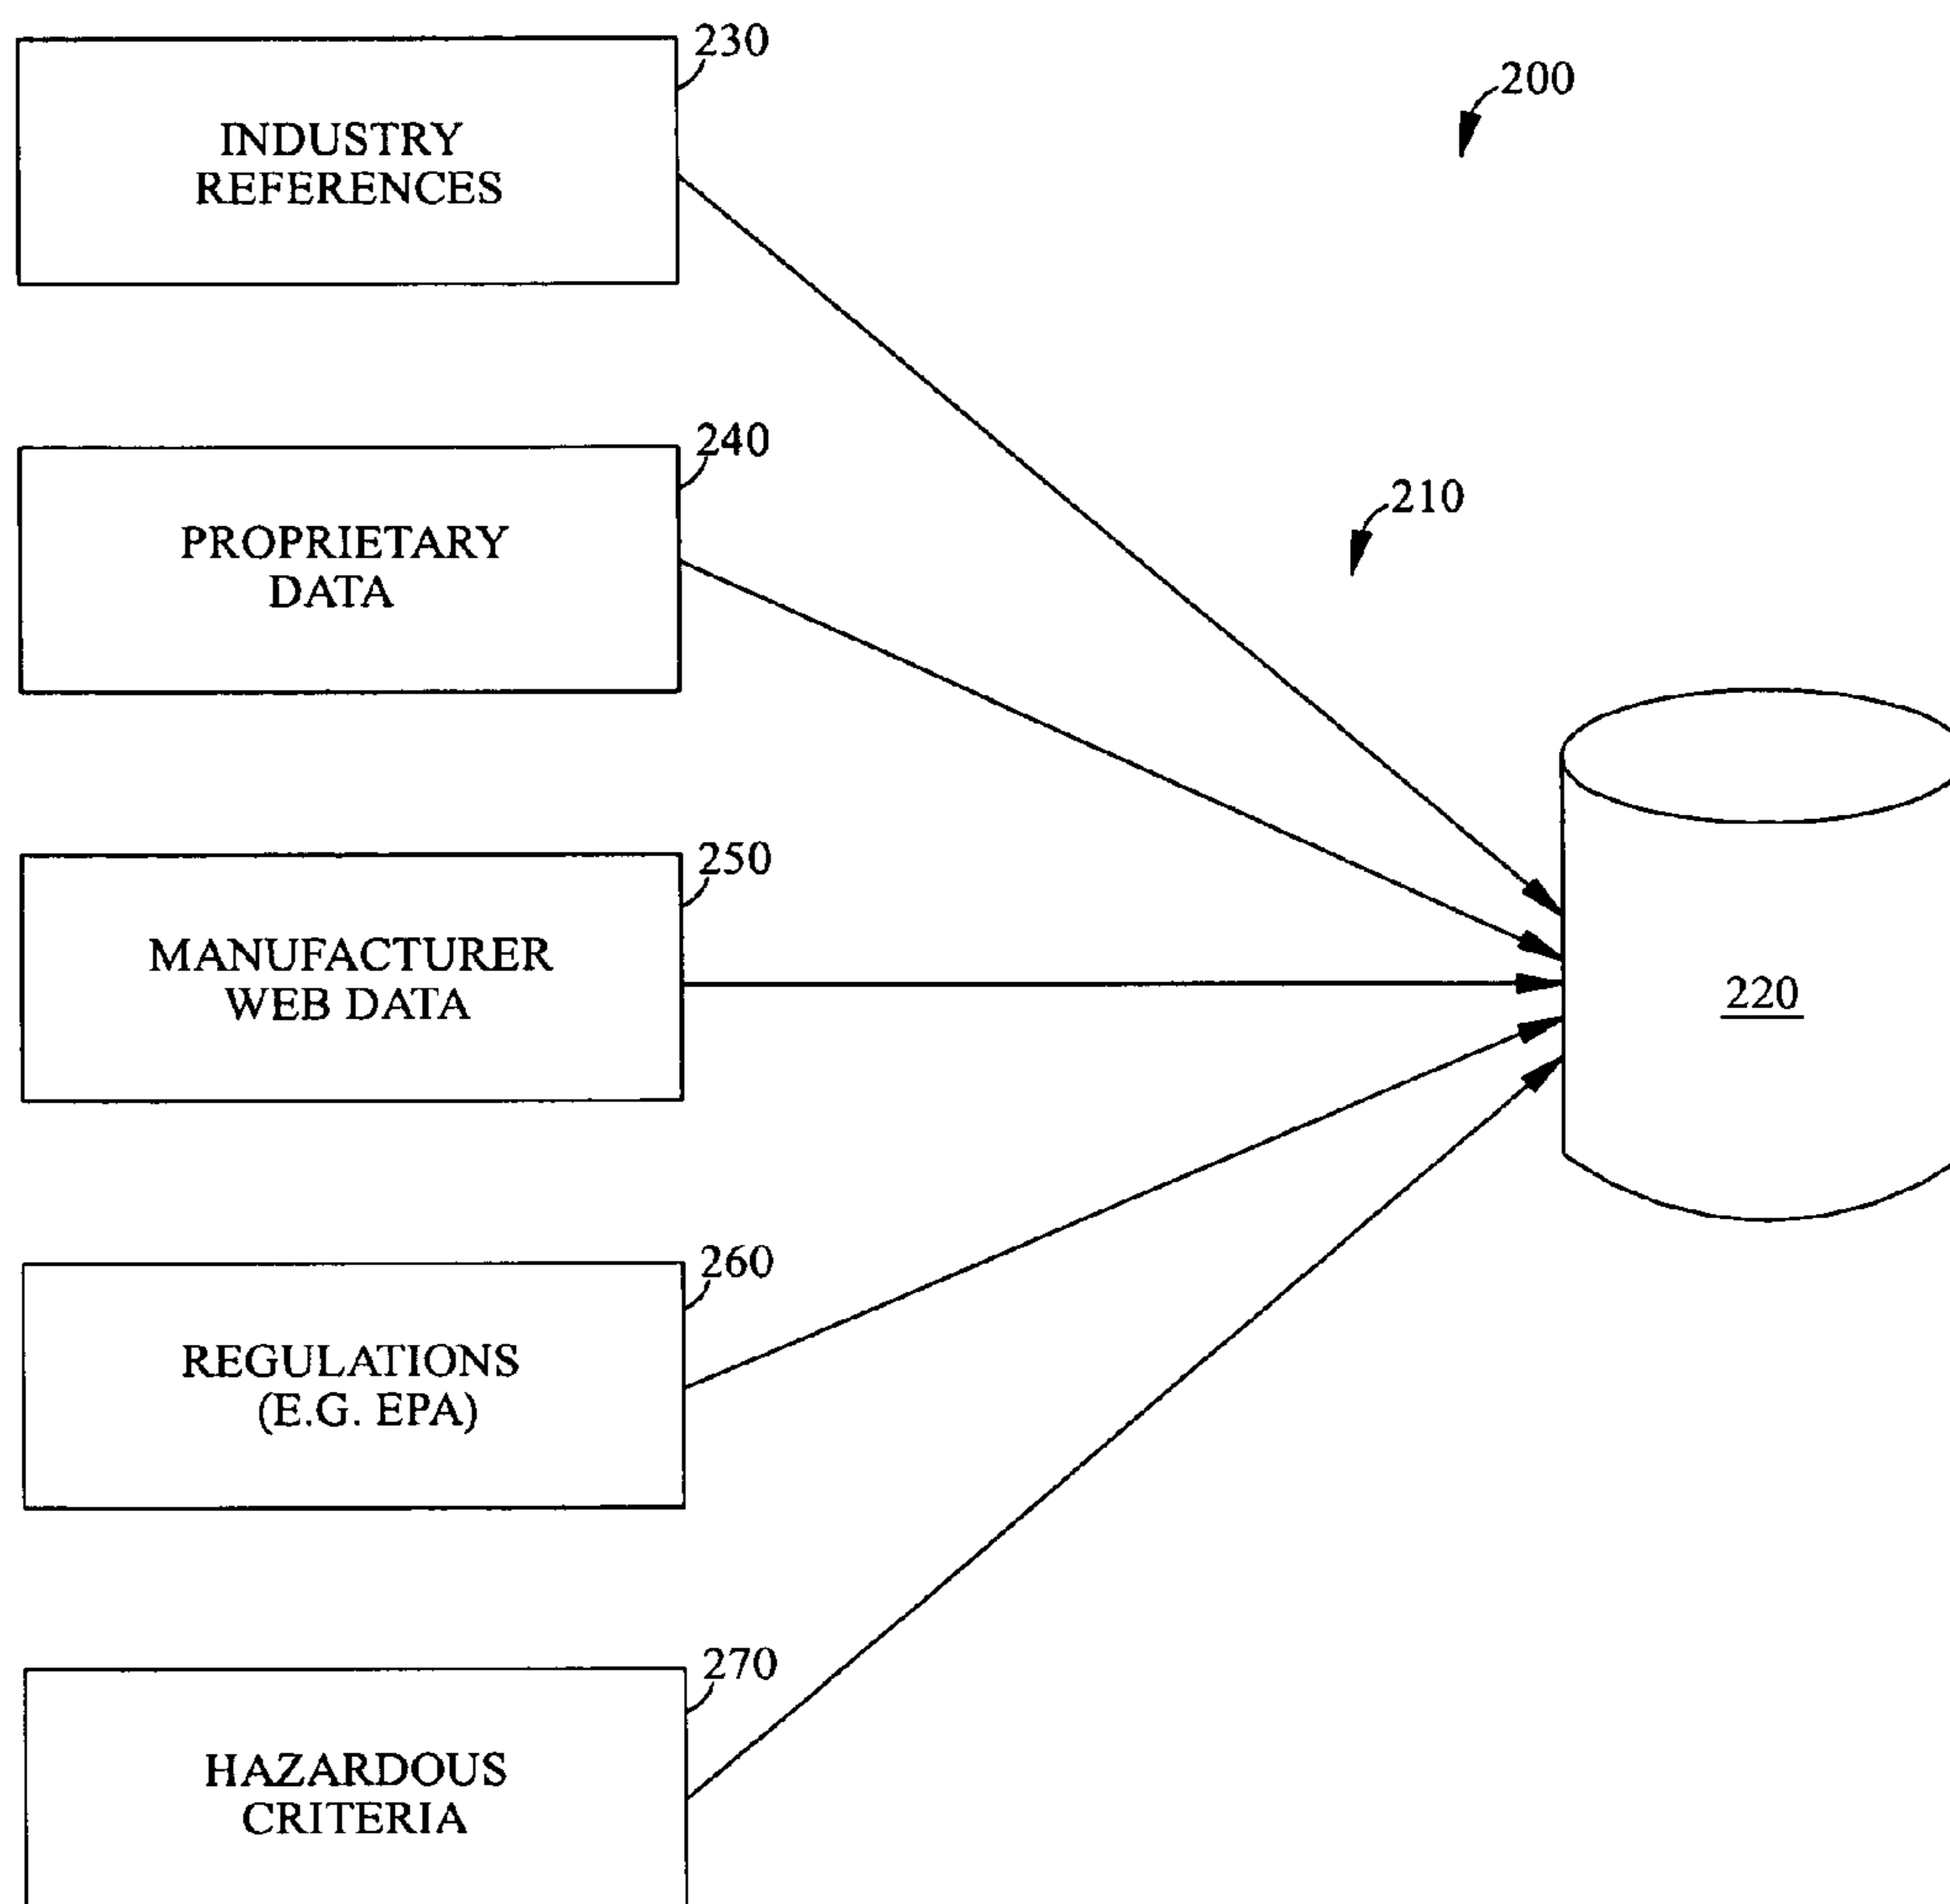 230
200
INDUSTRY
REFERENCES
240
210
PROPRIETARY
DATA
250
MANUFACTURER
WEB DATA
220
260
REGULATIONS
(E.G. EPA)
270
HAZARDOUS
CRITERIA